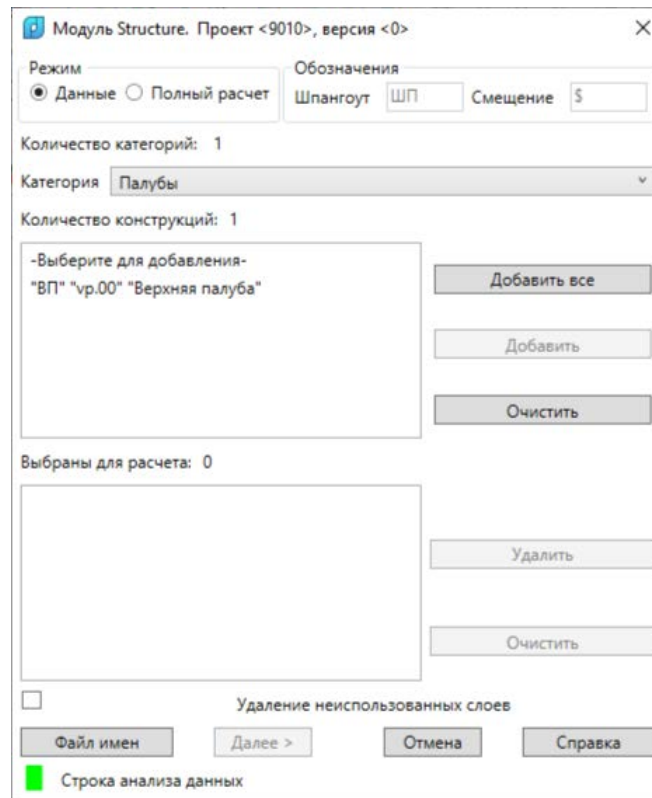 Модуль Structure. Проект <9010>, версия <0>
Режим
Обозначения
Данные Полный расчет
Шпангоут ШП Смещение $
Количество категорий: 1
Категория Палубы
Количество конструкций: 1
-Выберите для добавления-
"ВП" "vp.00" "Верхняя палуба"
Добавить все
Добавить
Очистить
Выбраны для расчета: 0
Удалить
Очистить
Удаление неиспользованных слоев
Файл имен Далее > Отмена Справка
Строка анализа данных